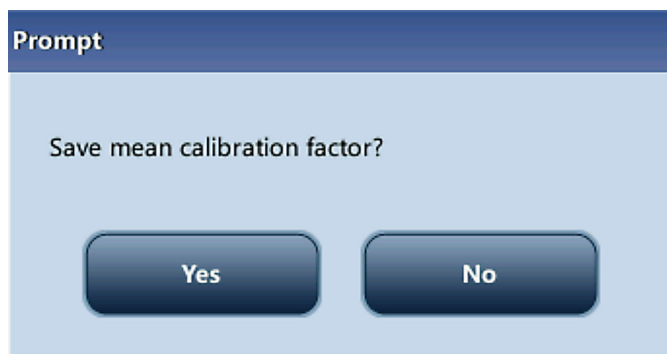 Prompt
Save mean calibration factor?
Yes No